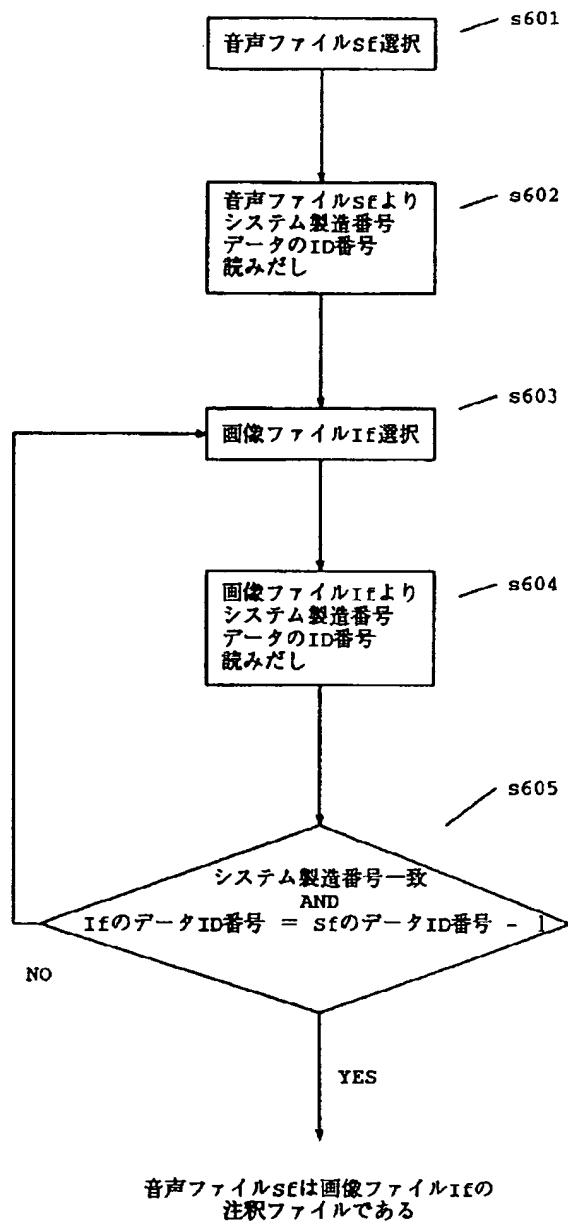 s601
音声ファイルSf選択
s602
音声ファイルSfより
システム製造番号
データのID番号
読みだし
s603
画像ファイルIf選択
s604
画像ファイルIfより
システム製造番号
データのID番号
読みだし
s605
システム製造番号一致
AND
IfのデータID番号 = SfのデータID番号 - 1
NO
YES
音声ファイルSfは画像ファイルIfの
注釈ファイルである